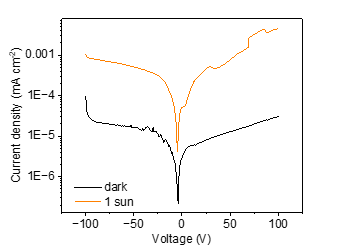 0.001
1E-4
1E-5
1E-6
Current density (mA cm⁻²)
dark
1 sun
−100
−50
0
50
100
Voltage (V)